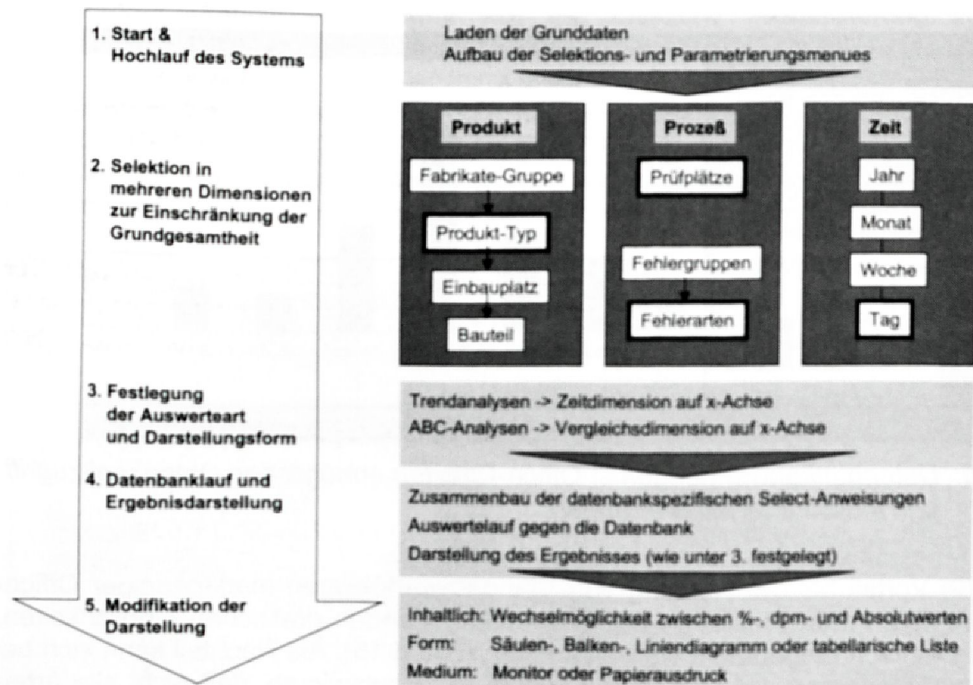 1. Start &
Hochlauf des Systems
Laden der Grunddaten
Aufbau der Selektions- und Parametrierungsmenues
2. Selektion in
mehreren Dimensionen
zur Einschränkung der
Grundgesamtheit
Produkt
Fabrikate-Gruppe
Produkt-Typ
Einbauplatz
Bauteil
Prozeß
Prüfplätze
Fehlergruppen
Fehlerarten
Zeit
Jahr
Monat
Woche
Tag
3. Festlegung
der Auswerteart
und Darstellungsform
Trendanalysen -> Zeitdimension auf x-Achse
ABC-Analysen -> Vergleichsdimension auf x-Achse
4. Datenbanklauf und
Ergebnisdarstellung
Zusammenbau der datenbankspezifischen Select-Anweisungen
Auswertelauf gegen die Datenbank
Darstellung des Ergebnisses (wie unter 3. festgelegt)
5. Modifikation der
Darstellung
Inhaltlich: Wechselmöglichkeit zwischen %-, dpm- und Absolutwerten
Form: Säulen-, Balken-, Liniendiagramm oder tabellarische Liste
Medium: Monitor oder Papierausdruck